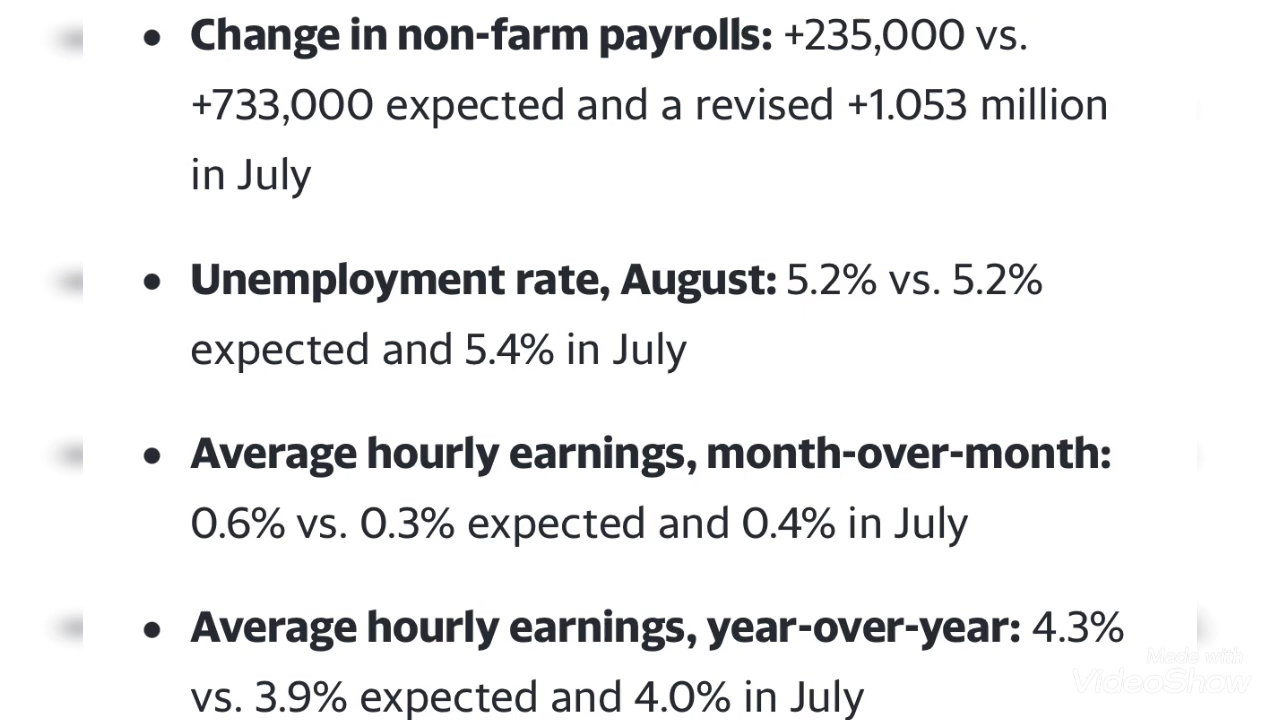 • Change in non-farm payrolls: +235,000 vs.
+733,000 expected and a revised +1.053 million
in July
• Unemployment rate, August: 5.2% vs. 5.2%
expected and 5.4% in July
• Average hourly earnings, month-over-month:
0.6% vs. 0.3% expected and 0.4% in July
• Average hourly earnings, year-over-year: 4.3%
vs. 3.9% expected and 4.0% in July
Made with
VideoShow